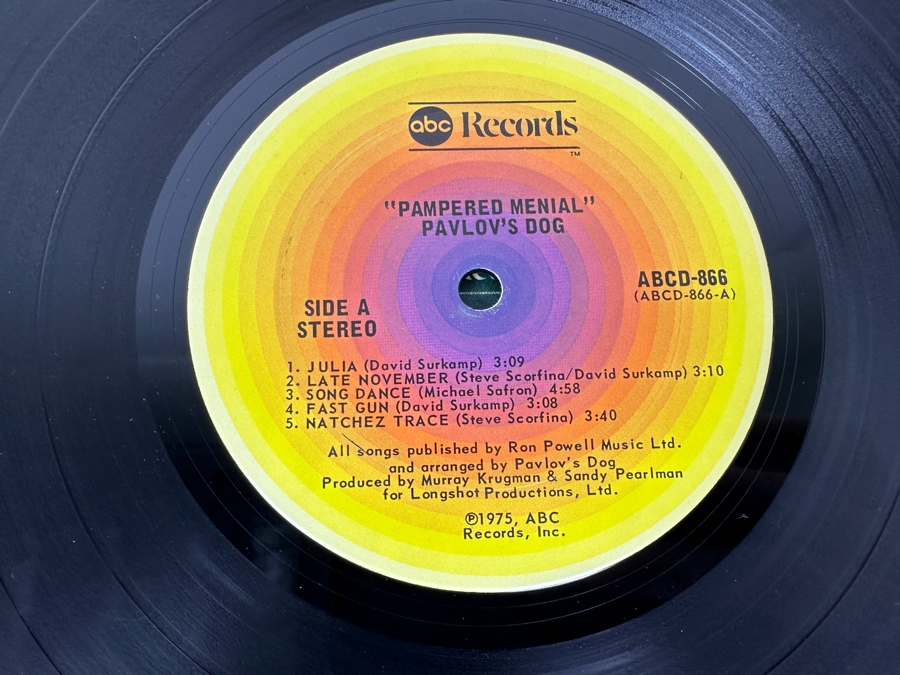 abc Records
TM
"PAMPERED MENIAL"
PAVLOV'S DOG
SIDE A
STEREO
ABCD-866
(ABCD-866-A)
1. JULIA (David Surkamp) 3:09
2. LATE NOVEMBER (Steve Scorfina/David Surkamp) 3:10
3. SONG DANCE (Michael Safron) 4:58
4. FAST GUN (David Surkamp) 3:08
5. NATCHEZ TRACE (Steve Scorfina) 3:40
All songs published by Ron Powell Music Ltd.
and arranged by Pavlov's Dog
Produced by Murray Krugman & Sandy Pearlman
for Longshot Productions, Ltd.
℗1975, ABC
Records, Inc.